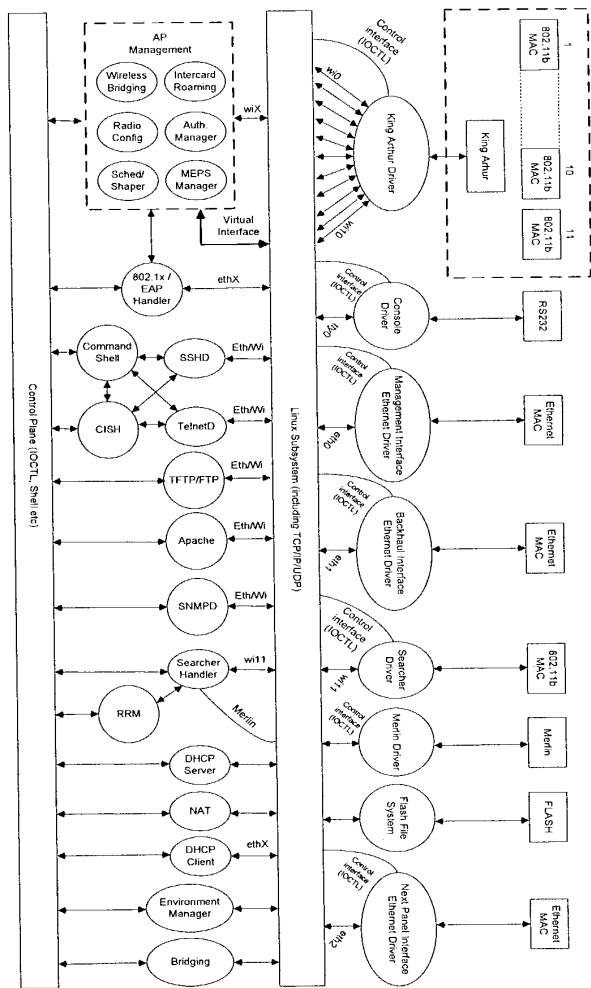 AP
Management
Wireless
Bridging
Intercard
Roaming
Radio
Config
Auth.
Manager
Sched/
Shaper
MEPS
Manager
wiX
Virtual
Interface
802.1x /
EAP
Handler
ethX
Command
Shell
SSHD
Eth/Wi
CISH
TelnetD
Eth/Wi
TFTP/FTP
Eth/Wi
Apache
Eth/Wi
SNMPD
Eth/Wi
Searcher
Handler
wi11
RRM
Merlin
DHCP
Server
NAT
DHCP
Client
ethX
Environment
Manager
Bridging
Control Plane (IOCTL, Shell etc)
Linux Subsystem (including TCP/IP/UDP)
Control
interface
(IOCTL)
wi0
wi10
King Arthur Driver
King Arhur
1
802.11b
MAC
10
802.11b
MAC
11
802.11b
MAC
Control
interface
(IOCTL)
tty0
Console
Driver
RS232
Control
interface
(IOCTL)
eth0
Management Interface
Ethernet Driver
Ethernet
MAC
Control
interface
(IOCTL)
eth1
Backhaul Interface
Ethernet Driver
Ethernet
MAC
Control
interface
(IOCTL)
wi11
Searcher
Driver
802.11b
MAC
Control
interface
(IOCTL)
Merlin Driver
Merlin
Flash File
System
FLASH
Control
interface
(IOCTL)
eth2
Next Panel Interface
Ethernet Driver
Ethernet
MAC